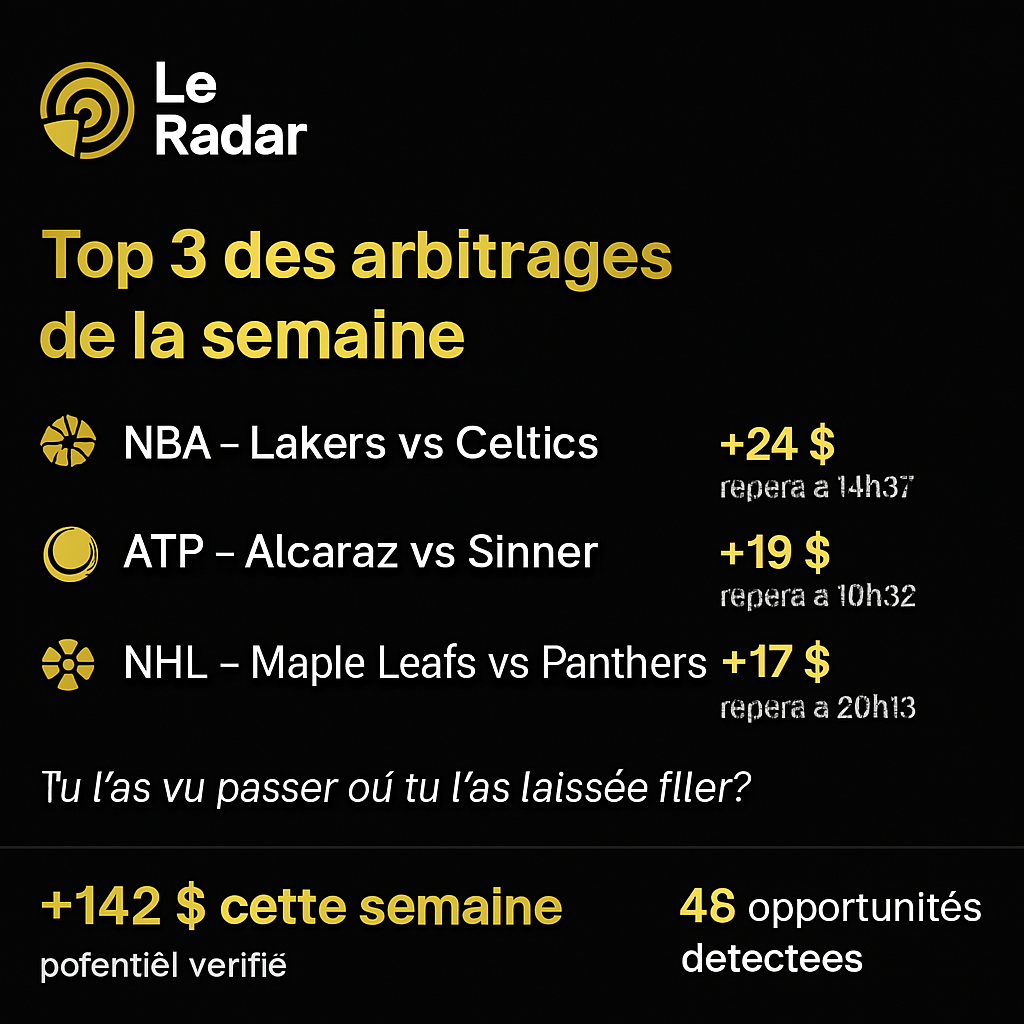 Le
Radar
Top 3 des arbitrages
de la semaine
NBA – Lakers vs Celtics +24 $
repera a 14h37
ATP – Alcaraz vs Sinner +19 $
repera a 10h32
NHL – Maple Leafs vs Panthers +17 $
repera a 20h13
Tu l'as vu passer oú tu l'as laissée fller?
+142 $ cette semaine
pofentiêl verifië
48 opportunités
detectees